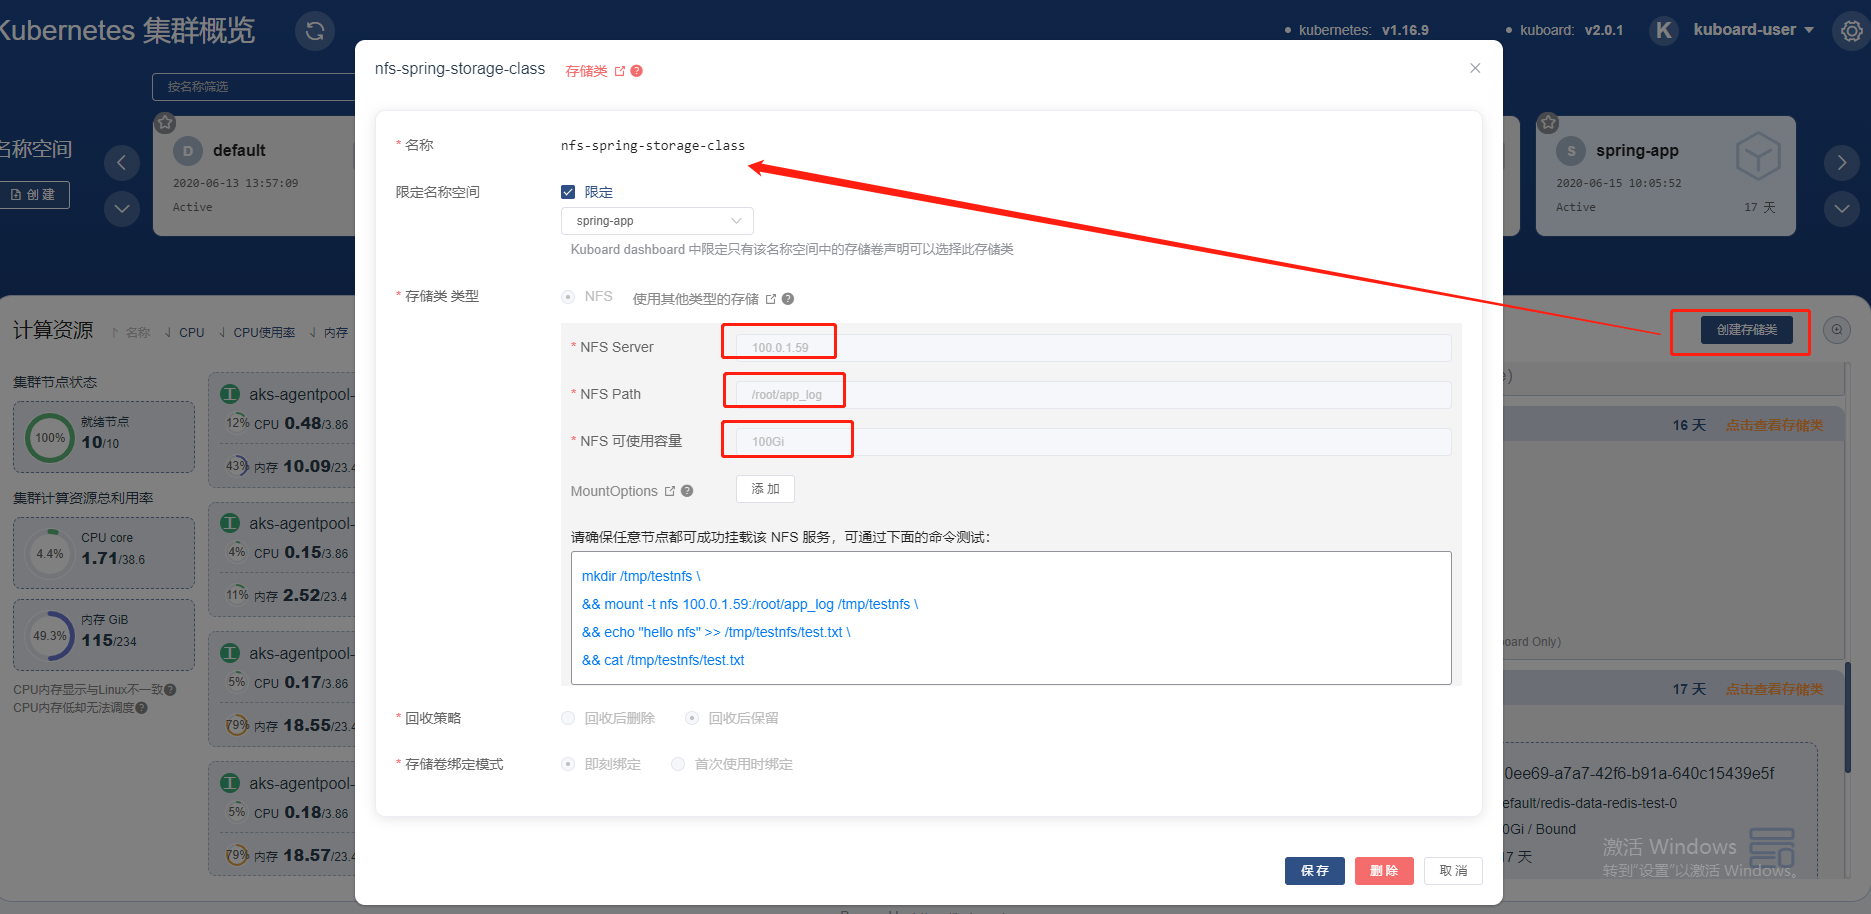 Kubernetes 集群概览
kubernetes: v1.16.9
kuboard: v2.0.1
K
kuboard-user
按名称筛选
名称空间
创 建
D
default
2020-06-13 13:57:09
Active
S
spring-app
2020-06-15 10:05:52
Active
17 天
nfs-spring-storage-class
存储类
* 名称
nfs-spring-storage-class
限定名称空间
限定
spring-app
Kuboard dashboard 中限定只有该名称空间中的存储卷声明可以选择此存储类
* 存储类 类型
NFS
使用其他类型的存储
* NFS Server
100.0.1.59
* NFS Path
/root/app_log
* NFS 可使用容量
100Gi
MountOptions
添 加
请确保任意节点都可成功挂载该 NFS 服务，可通过下面的命令测试：
mkdir /tmp/testnfs \
&& mount -t nfs 100.0.1.59:/root/app_log /tmp/testnfs \
&& echo "hello nfs" >> /tmp/testnfs/test.txt \
&& cat /tmp/testnfs/test.txt
* 回收策略
回收后删除
回收后保留
* 存储卷绑定模式
即刻绑定
首次使用时绑定
保 存
删 除
取 消
计算资源
名称
CPU
CPU使用率
内存
集群节点状态
100%
就绪节点
10/10
集群计算资源总利用率
4.4%
CPU core
1.71/38.6
49.3%
内存 GiB
115/234
CPU内存显示与Linux不一致
CPU内存低却无法调度
工 aks-agentpool-
12% CPU 0.48/3.86
43% 内存 10.09/23.4
工 aks-agentpool-
4% CPU 0.15/3.86
11% 内存 2.52/23.4
工 aks-agentpool-
5% CPU 0.17/3.86
79% 内存 18.55/23.4
工 aks-agentpool-
5% CPU 0.18/3.86
79% 内存 18.57/23.4
创建存储类
16 天
点击查看存储类
oard Only)
17 天
点击查看存储类
0ee69-a7a7-42f6-b91a-640c15439e5f
efault/redis-data-redis-test-0
0Gi / Bound
17 天
激活 Windows
转到“设置”以激活 Windows。